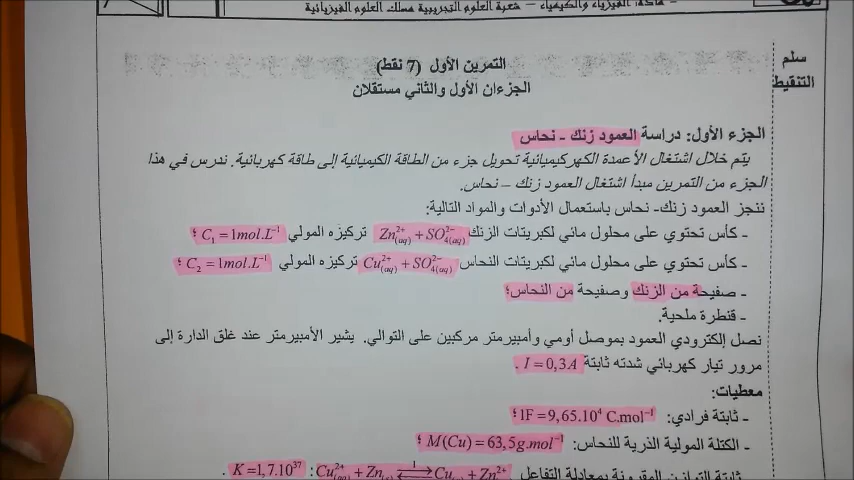 مادة: الفيزياء والكيمياء – شعبة العلوم التجريبية مسلك العلوم الفيزيائية
سلم التنقيط
التمرين الأول (7 نقط)
الجزءان الأول والثاني مستقلان
الجزء الأول: دراسة العمود زنك - نحاس
يتم خلال اشتغال الأعمدة الكهركيميائية تحويل جزء من الطاقة الكيميائية إلى طاقة كهربائية. ندرس في هذا
الجزء من التمرين مبدأ اشتغال العمود زنك – نحاس.
ننجز العمود زنك- نحاس باستعمال الأدوات والمواد التالية:
- كأس تحتوي على محلول مائي لكبريتات الزنك Zn²⁺(aq) + SO₄²⁻(aq) تركيزه المولي C₁ = 1mol.L⁻¹ ؛
- كأس تحتوي على محلول مائي لكبريتات النحاس Cu²⁺(aq) + SO₄²⁻(aq) تركيزه المولي C₂ = 1mol.L⁻¹ ؛
- صفيحة من الزنك وصفيحة من النحاس؛
- قنطرة ملحية.
نصل إلكترودي العمود بموصل أومي وأمبيرمتر مركبين على التوالي. يشير الأمبيرمتر عند غلق الدارة إلى
مرور تيار كهربائي شدته ثابتة I = 0,3A .
معطيات:
- ثابتة فرادي: 1F = 9,65.10⁴ C.mol⁻¹ ؛
- الكتلة المولية الذرية للنحاس: M(Cu) = 63,5g.mol⁻¹ ؛
ثابتة التوازن المقرونة بمعادلة التفاعل Cu²⁺ + Zn ⇌ Cu + Zn²⁺ : K = 1,7.10³⁷